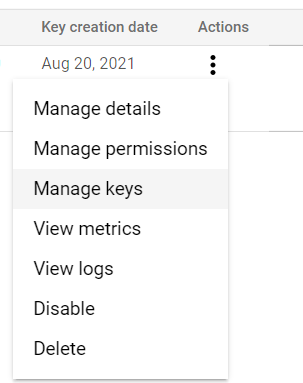 Key creation date Actions
Aug 20, 2021
Manage details
Manage permissions
Manage keys
View metrics
View logs
Disable
Delete